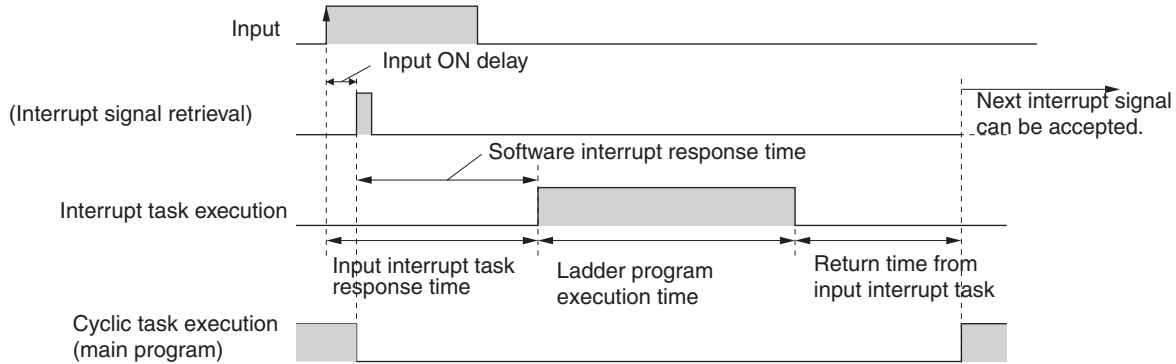 Input
Input ON delay
(Interrupt signal retrieval)
Next interrupt signal
can be accepted.
Software interrupt response time
Interrupt task execution
Input interrupt task
response time
Ladder program
execution time
Return time from
input interrupt task
Cyclic task execution
(main program)